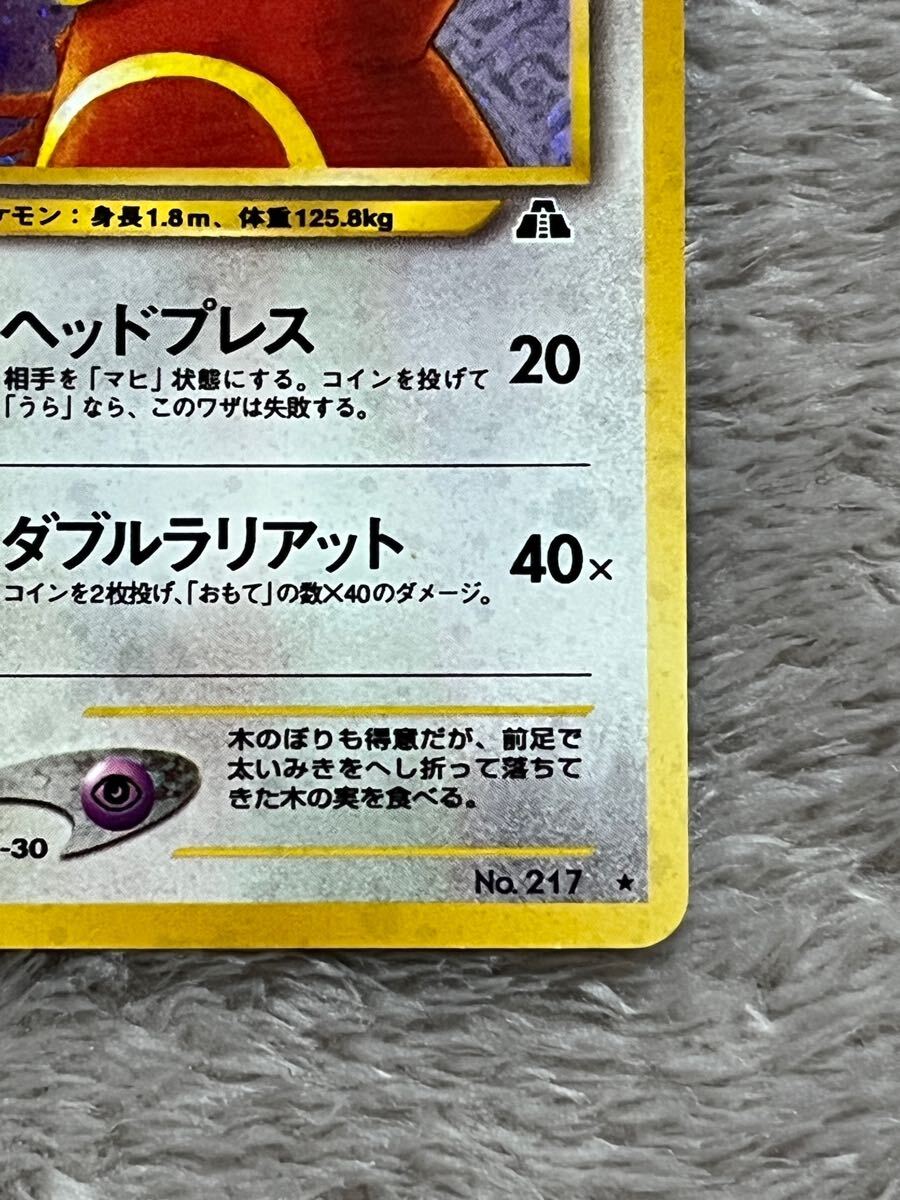 ケモン：身長1.8m、体重125.8kg
ヘッドプレス 20
相手を「マヒ」状態にする。コインを投げて
「うら」なら、このワザは失敗する。
ダブルラリアット 40×
コインを2枚投げ、「おもて」の数×40のダメージ。
木のぼりも得意だが、前足で
太いみきをへし折って落ちて
きた木の実を食べる。
-30
No. 217 ★